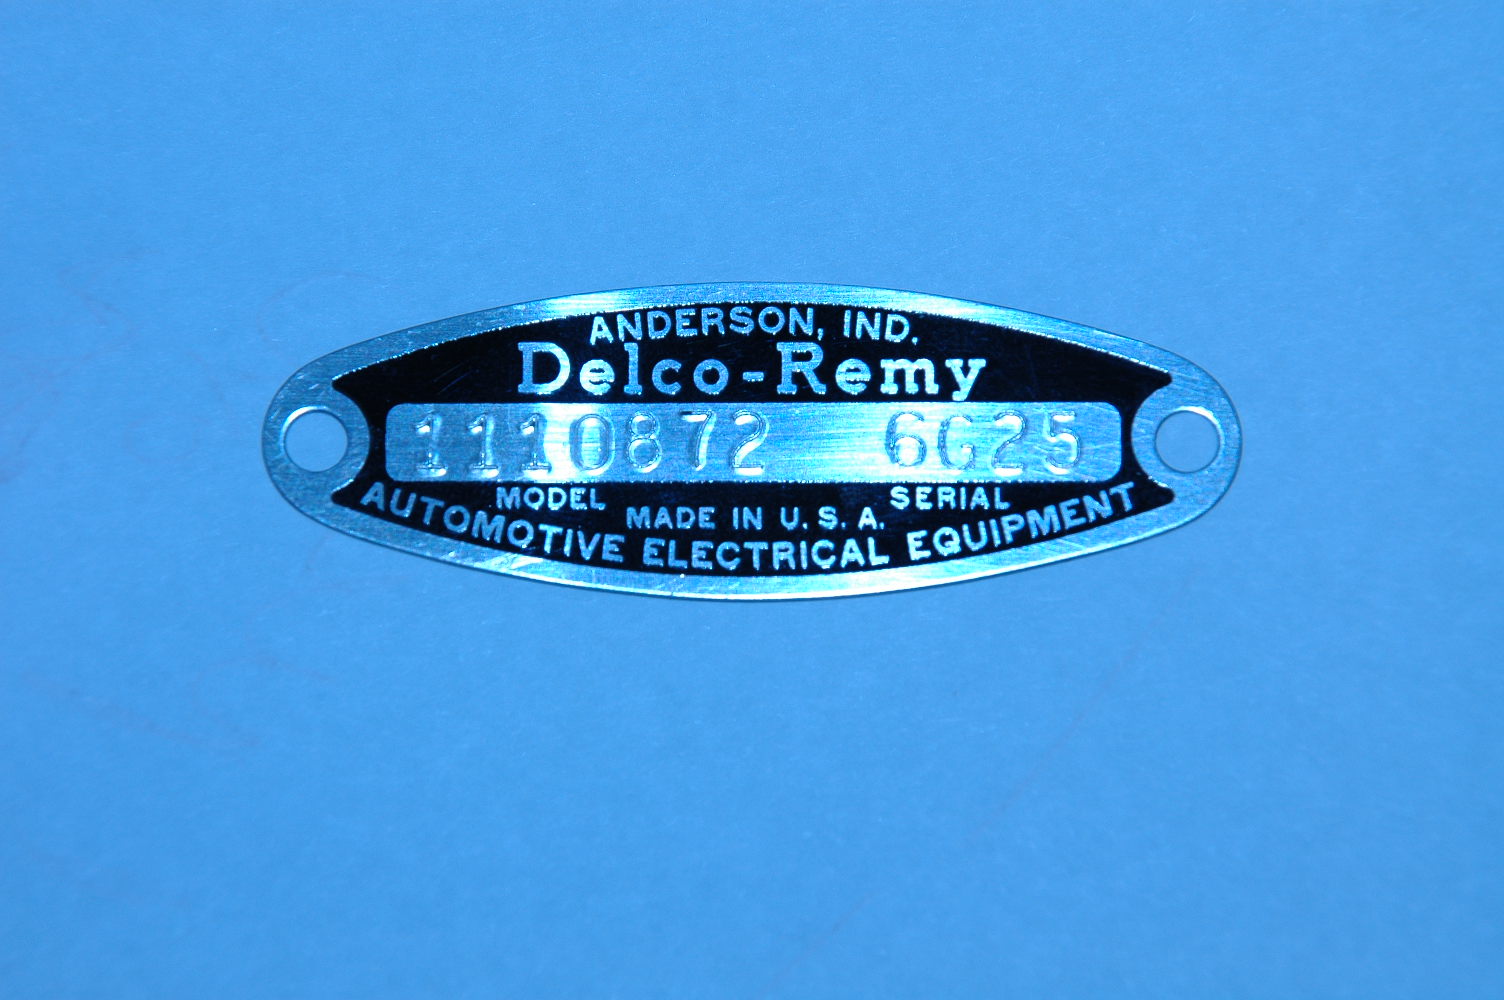 ANDERSON, IND.
Delco-Remy
1110872 6G25
MODEL SERIAL
MADE IN U.S.A.
AUTOMOTIVE ELECTRICAL EQUIPMENT